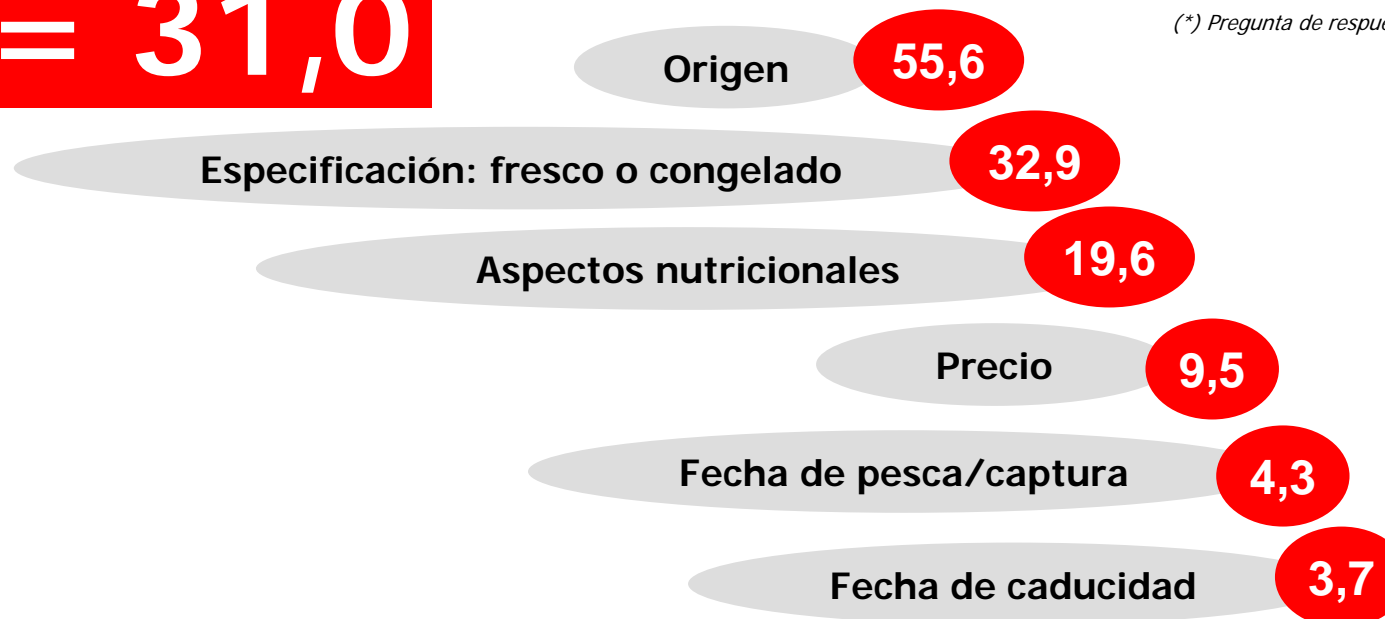 = 31,0
(*) Pregunta de
Origen 55,6
Especificación: fresco o congelado 32,9
Aspectos nutricionales 19,6
Precio 9,5
Fecha de pesca/captura 4,3
Fecha de caducidad 3,7